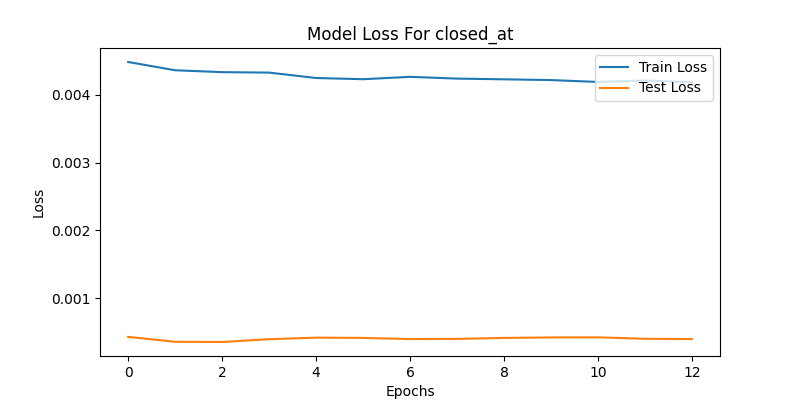 Model Loss For closed_at
Train Loss
Test Loss
0.004
0.003
0.002
0.001
Loss
0 2 4 6 8 10 12
Epochs